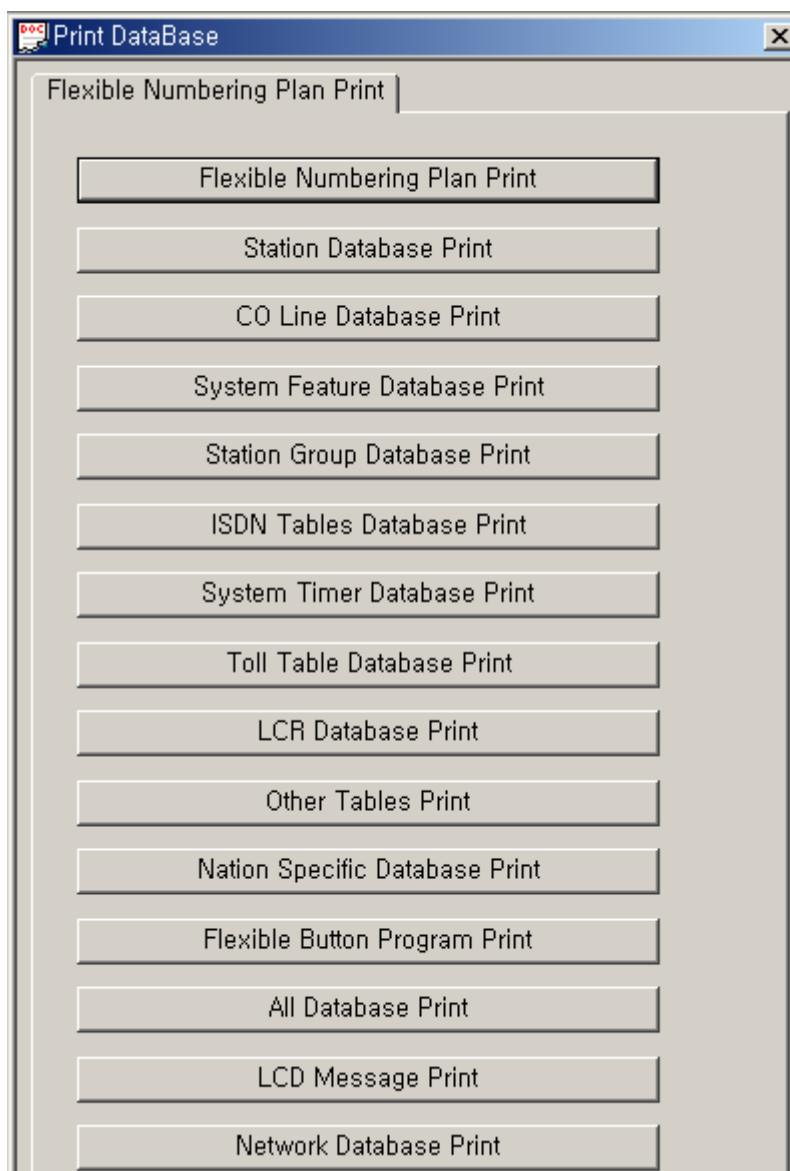 DOC
Print DataBase
Flexible Numbering Plan Print
Flexible Numbering Plan Print
Station Database Print
CO Line Database Print
System Feature Database Print
Station Group Database Print
ISDN Tables Database Print
System Timer Database Print
Toll Table Database Print
LCR Database Print
Other Tables Print
Nation Specific Database Print
Flexible Button Program Print
All Database Print
LCD Message Print
Network Database Print